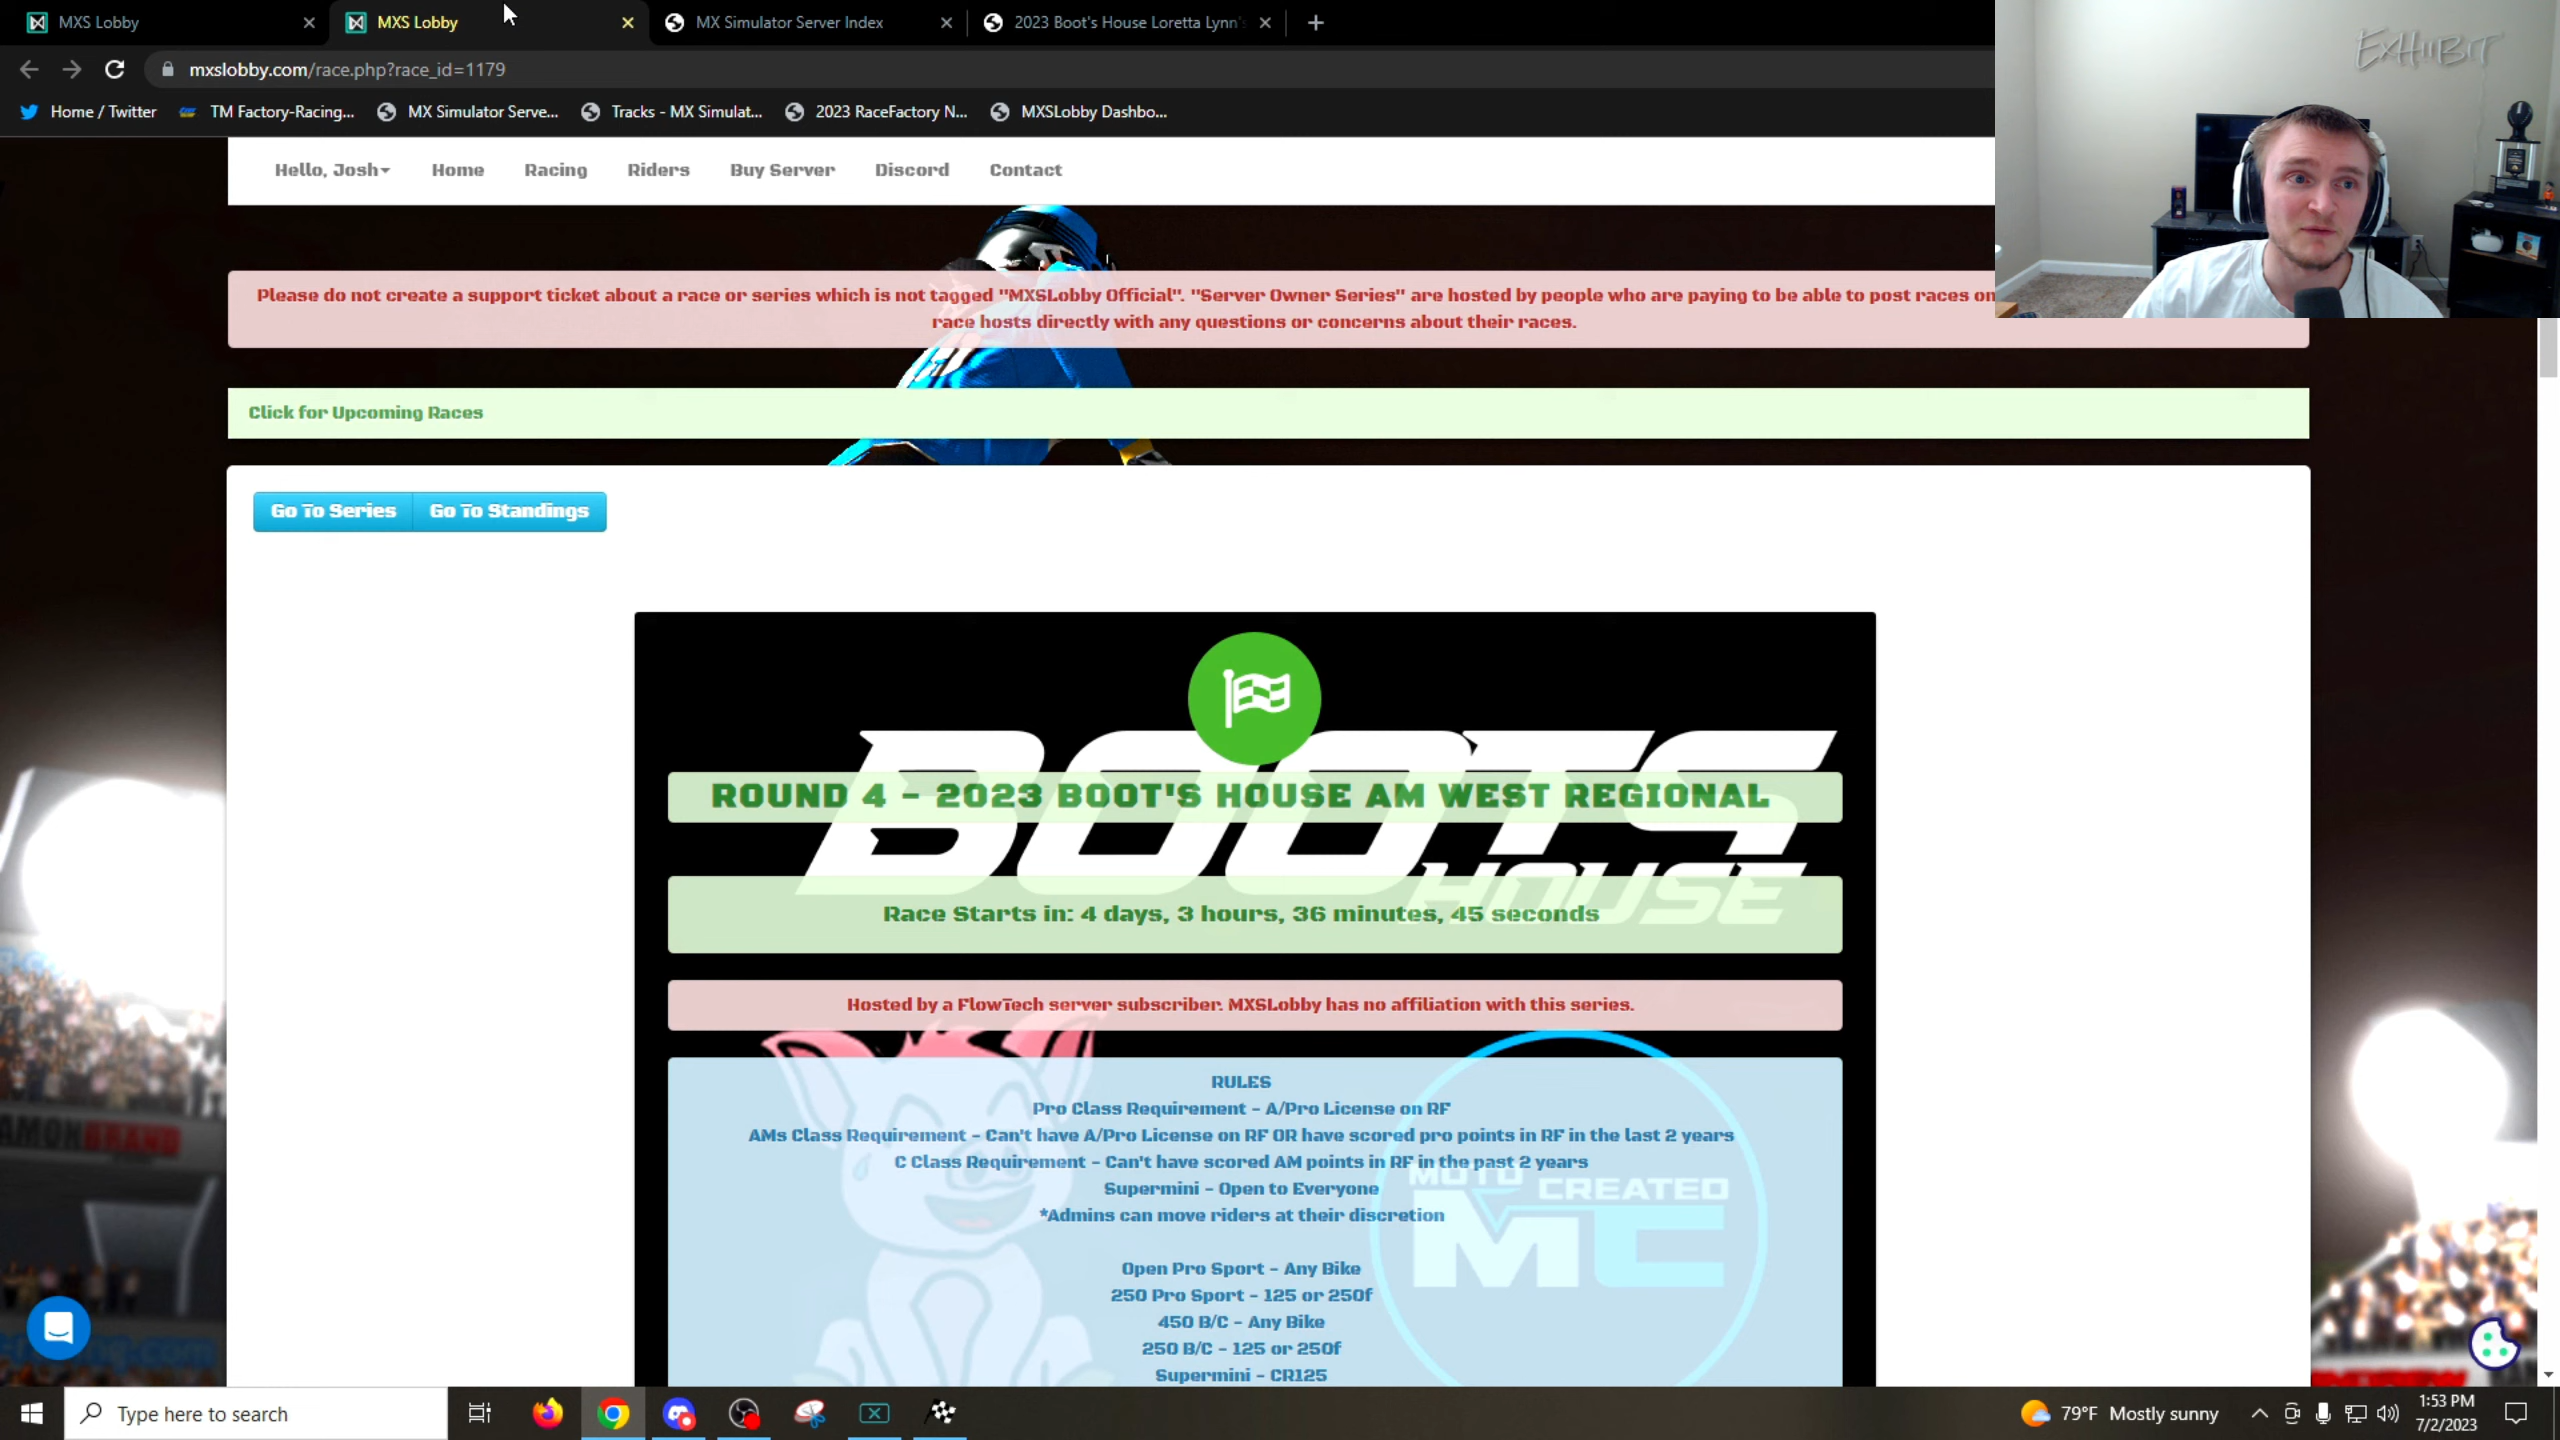 MXS Lobby
MXS Lobby
MX Simulator Server Index
2023 Boot's House Loretta Lynn's
mxslobby.com/race.php?race_id=1179
Home / Twitter
TM Factory-Racing...
MX Simulator Serve...
Tracks - MX Simulat...
2023 RaceFactory N...
MXSLobby Dashbo...
EXHIIBIT
Hello, Josh
Home
Racing
Riders
Buy Server
Discord
Contact
Please do not create a support ticket about a race or series which is not tagged "MXSLobby Official". "Server Owner Series" are hosted by people who are paying to be able to post races on
race hosts directly with any questions or concerns about their races.
Click for Upcoming Races
Go To Series
Go To Standings
BOOTS
HOUSE
ROUND 4 - 2023 BOOT'S HOUSE AM WEST REGIONAL
Race Starts in: 4 days, 3 hours, 36 minutes, 45 seconds
Hosted by a FlowTech server subscriber. MXSLobby has no affiliation with this series.
RULES
Pro Class Requirement - A/Pro License on RF
AMs Class Requirement - Can't have A/Pro License on RF OR have scored pro points in RF in the last 2 years
C Class Requirement - Can't have scored AM points in RF in the past 2 years
Supermini - Open to Everyone
*Admins can move riders at their discretion
Open Pro Sport - Any Bike
250 Pro Sport - 125 or 250f
450 B/C - Any Bike
250 B/C - 125 or 250f
Supermini - CR125
MOTO CREATED
MC
Type here to search
79°F Mostly sunny
1:53 PM
7/2/2023